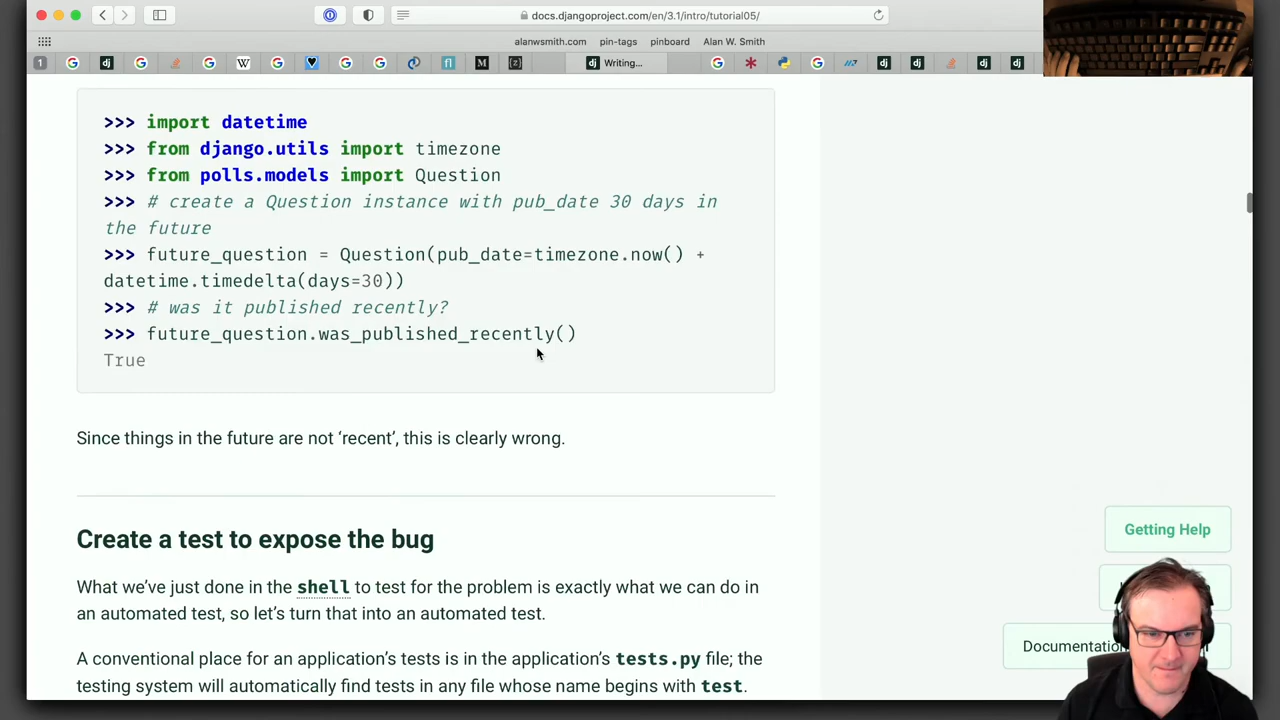 docs.djangoproject.com/en/3.1/intro/tutorial05/
alanwsmith.com pin-tags pinboard Alan W. Smith
1 Writing...
>>> import datetime
>>> from django.utils import timezone
>>> from polls.models import Question
>>> # create a Question instance with pub_date 30 days in
the future
>>> future_question = Question(pub_date=timezone.now() +
datetime.timedelta(days=30))
>>> # was it published recently?
>>> future_question.was_published_recently()
True
Since things in the future are not ‘recent’, this is clearly wrong.
Create a test to expose the bug
What we’ve just done in the shell to test for the problem is exactly what we can do in
an automated test, so let’s turn that into an automated test.
A conventional place for an application’s tests is in the application’s tests.py file; the
testing system will automatically find tests in any file whose name begins with test.
Getting Help
Documentation